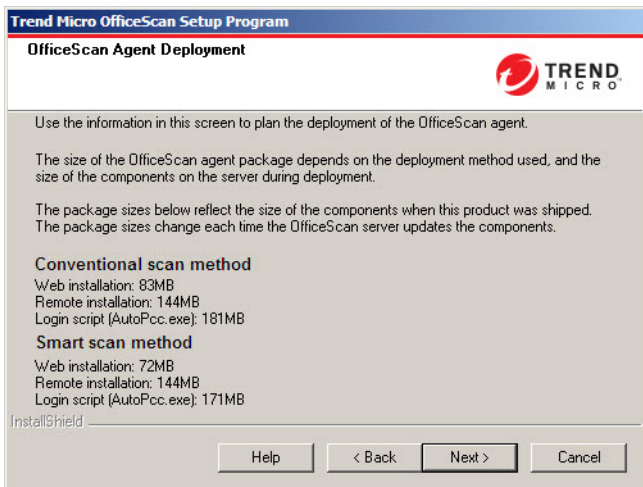 Trend Micro OfficeScan Setup Program
OfficeScan Agent Deployment
TREND
MICRO
Use the information in this screen to plan the deployment of the OfficeScan agent.
The size of the OfficeScan agent package depends on the deployment method used, and the
size of the components on the server during deployment.
The package sizes below reflect the size of the components when this product was shipped.
The package sizes change each time the OfficeScan server updates the components.
Conventional scan method
Web installation: 83MB
Remote installation: 144MB
Login script (AutoPcc.exe): 181MB
Smart scan method
Web installation: 72MB
Remote installation: 144MB
Login script (AutoPcc.exe): 171MB
InstallShield
Help < Back Next > Cancel